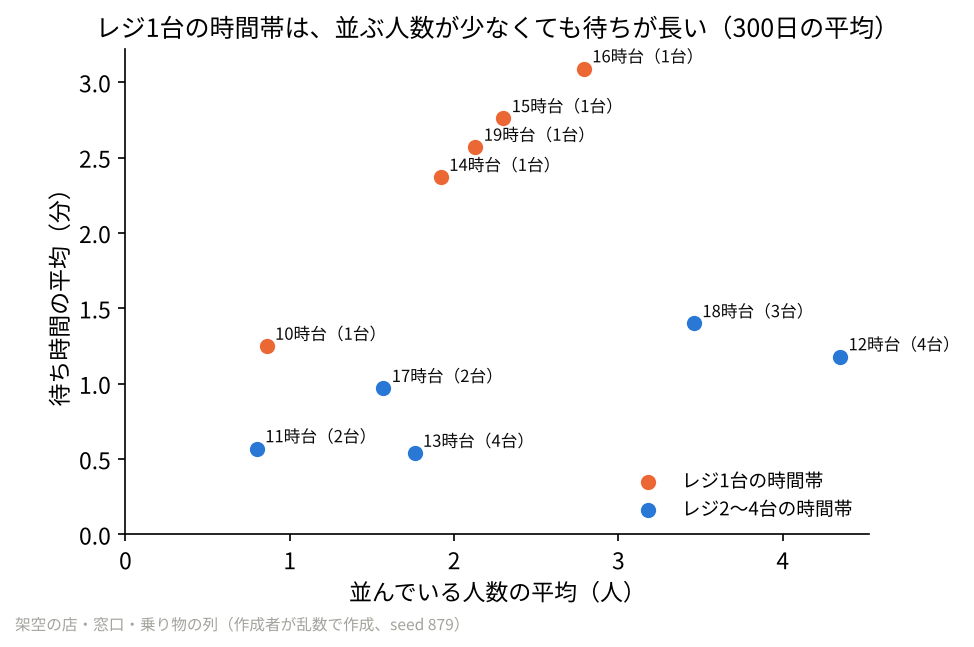 レジ1台の時間帯は、並ぶ人数が少なくても待ちが長い（300日の平均）
待ち時間の平均（分）
3.0
2.5
2.0
1.5
1.0
0.5
0.0
16時台（1台）
15時台（1台）
19時台（1台）
14時台（1台）
18時台（3台）
10時台（1台）
12時台（4台）
17時台（2台）
11時台（2台）
13時台（4台）
レジ1台の時間帯
レジ2〜4台の時間帯
0 1 2 3 4
並んでいる人数の平均（人）
架空の店・窓口・乗り物の列（作成者が乱数で作成、seed 879）